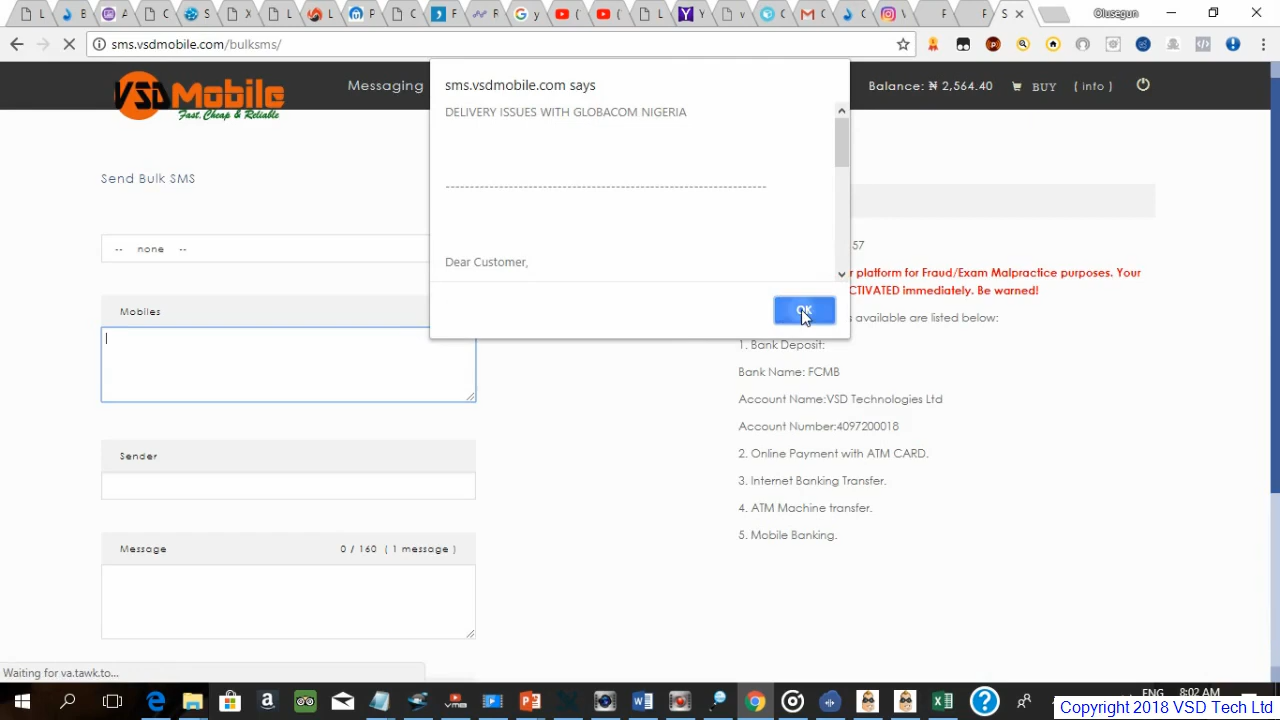 Olusegun
sms.vsdmobile.com/bulksms/
VSD Mobile
Fast, Cheap & Reliable
Messaging
Balance: ₦ 2,564.40
BUY
( info )
sms.vsdmobile.com says
DELIVERY ISSUES WITH GLOBACOM NIGERIA
------------------------------------------------------------------
Dear Customer,
OK
Send Bulk SMS
-- none --
57
Mobiles
platform for Fraud/Exam Malpractice purposes. Your
CTIVATED immediately. Be warned!
available are listed below:
1. Bank Deposit:
Bank Name: FCMB
Account Name:VSD Technologies Ltd
Account Number:4097200018
2. Online Payment with ATM CARD.
3. Internet Banking Transfer.
4. ATM Machine transfer.
5. Mobile Banking.
Sender
Message
0 / 160 ( 1 message )
Waiting for va.tawk.to...
ENG
8:02 AM
Copyright 2018 VSD Tech Ltd